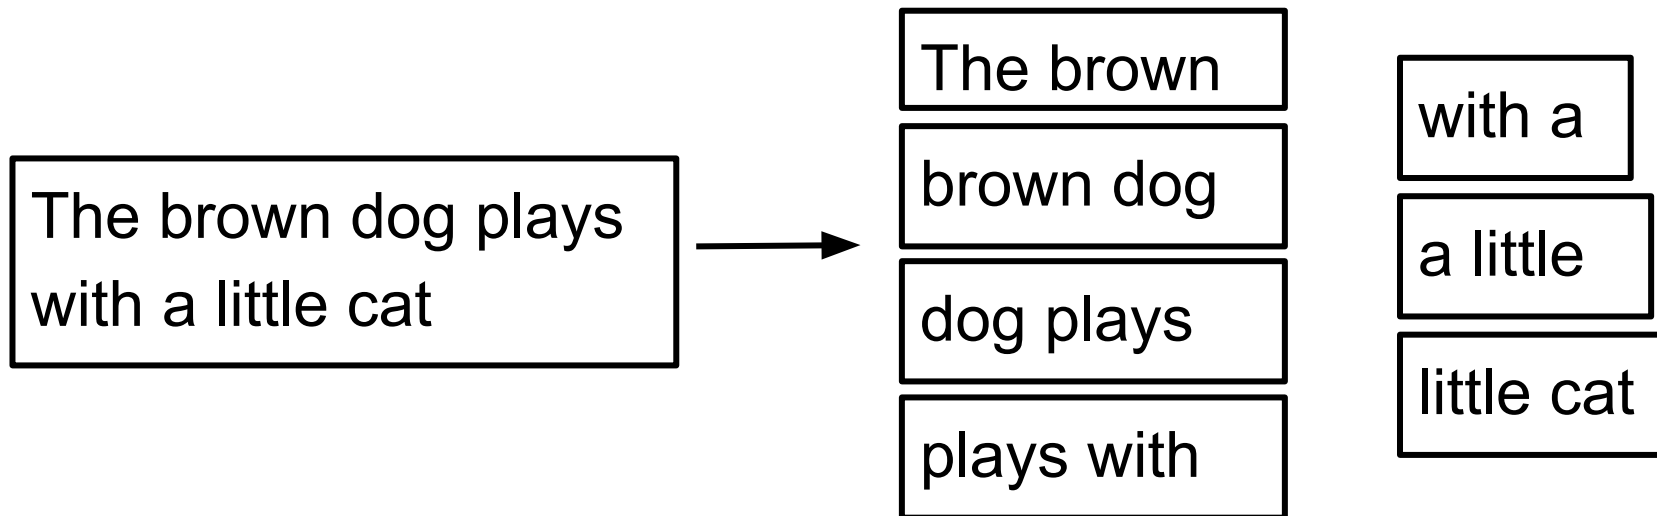 The brown dog plays
with a little cat
The brown
brown dog
dog plays
plays with
with a
a little
little cat